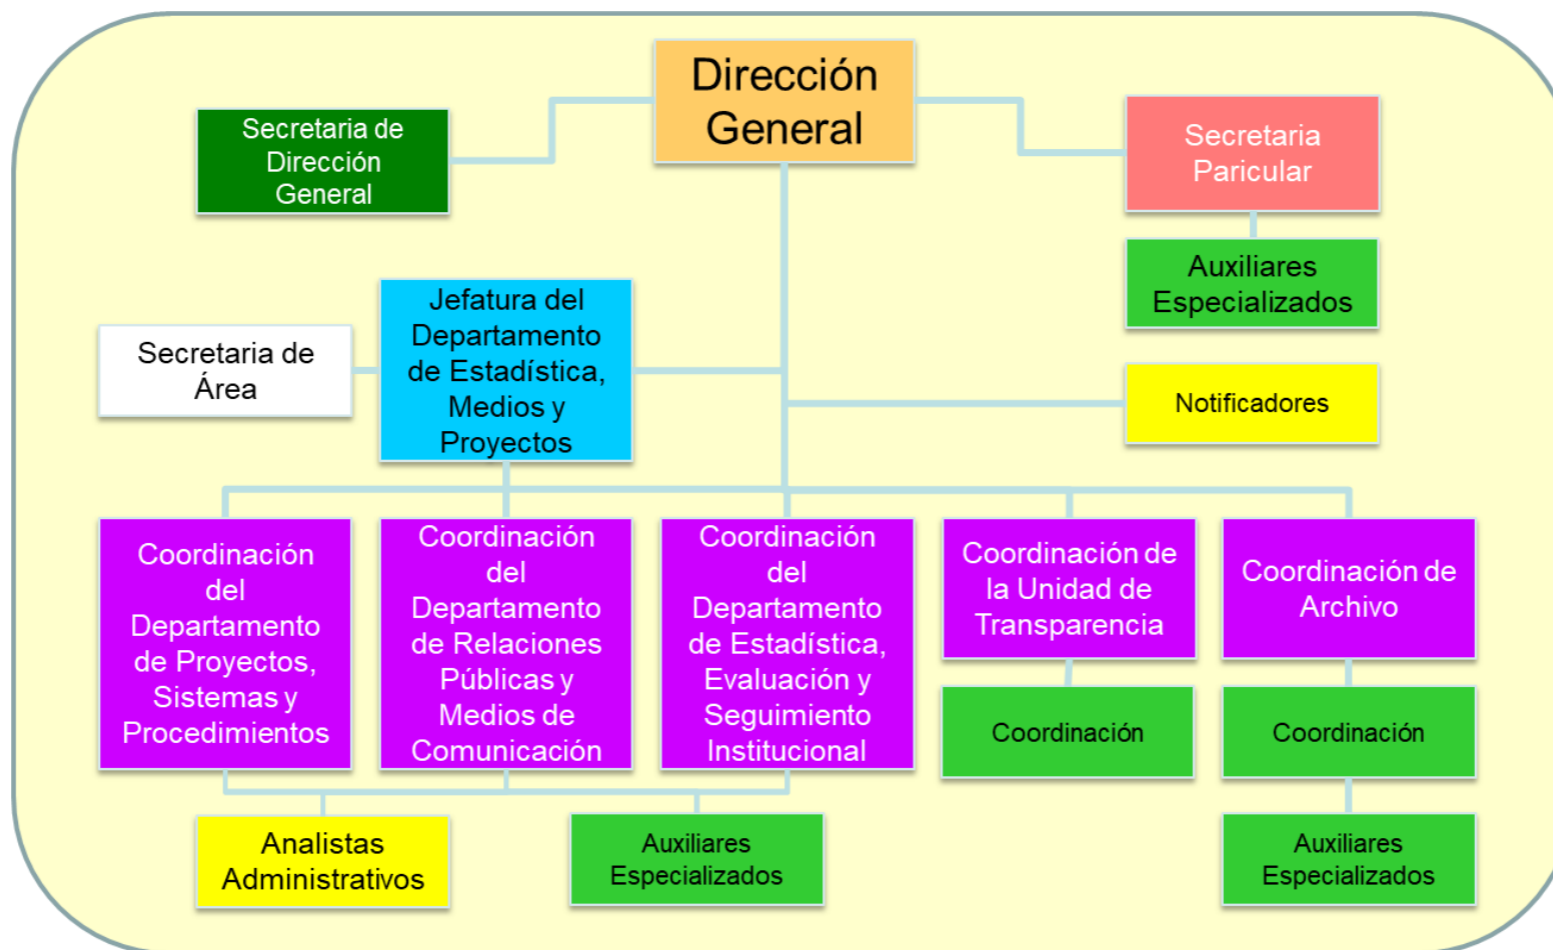 Dirección
General
Secretaria de
Dirección
General
Secretaria
Paricular
Auxiliares
Especializados
Jefatura del
Departamento
de Estadística,
Medios y
Proyectos
Secretaria de
Área
Notificadores
Coordinación
del
Departamento
de Proyectos,
Sistemas y
Procedimientos
Coordinación
del
Departamento
de Relaciones
Públicas y
Medios de
Comunicación
Coordinación
del
Departamento
de Estadística,
Evaluación y
Seguimiento
Institucional
Coordinación de
la Unidad de
Transparencia
Coordinación de
Archivo
Coordinación
Coordinación
Analistas
Administrativos
Auxiliares
Especializados
Auxiliares
Especializados